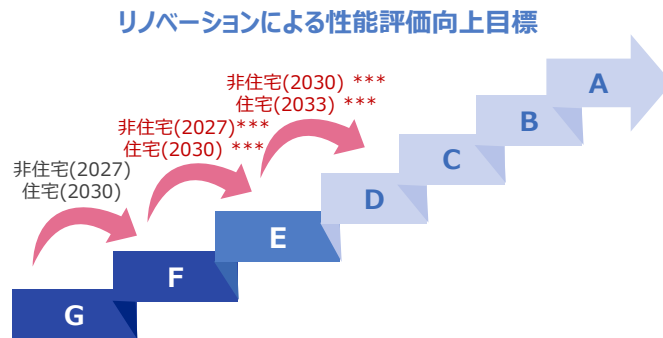 リノベーションによる性能評価向上目標
非住宅(2030) ***
住宅(2033) ***
非住宅(2027)***
住宅(2030) ***
非住宅(2027)
住宅(2030)
A
B
C
D
E
F
G